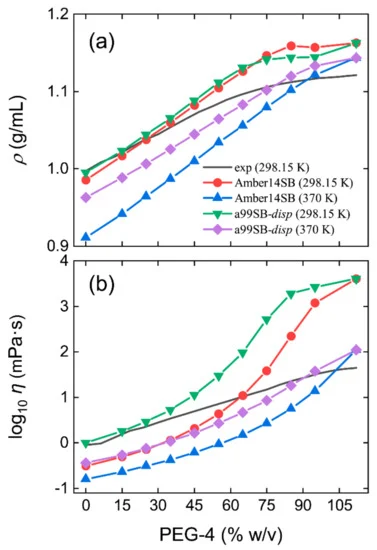 1.2
(a)
1.1
ρ (g/mL)
1.0
exp (298.15 K)
Amber14SB (298.15 K)
Amber14SB (370 K)
a99SB-disp (298.15 K)
a99SB-disp (370 K)
0.9
4
(b)
3
2
log10 η (mPa·s)
1
0
-1
0 15 30 45 60 75 90 105
PEG-4 (% w/v)